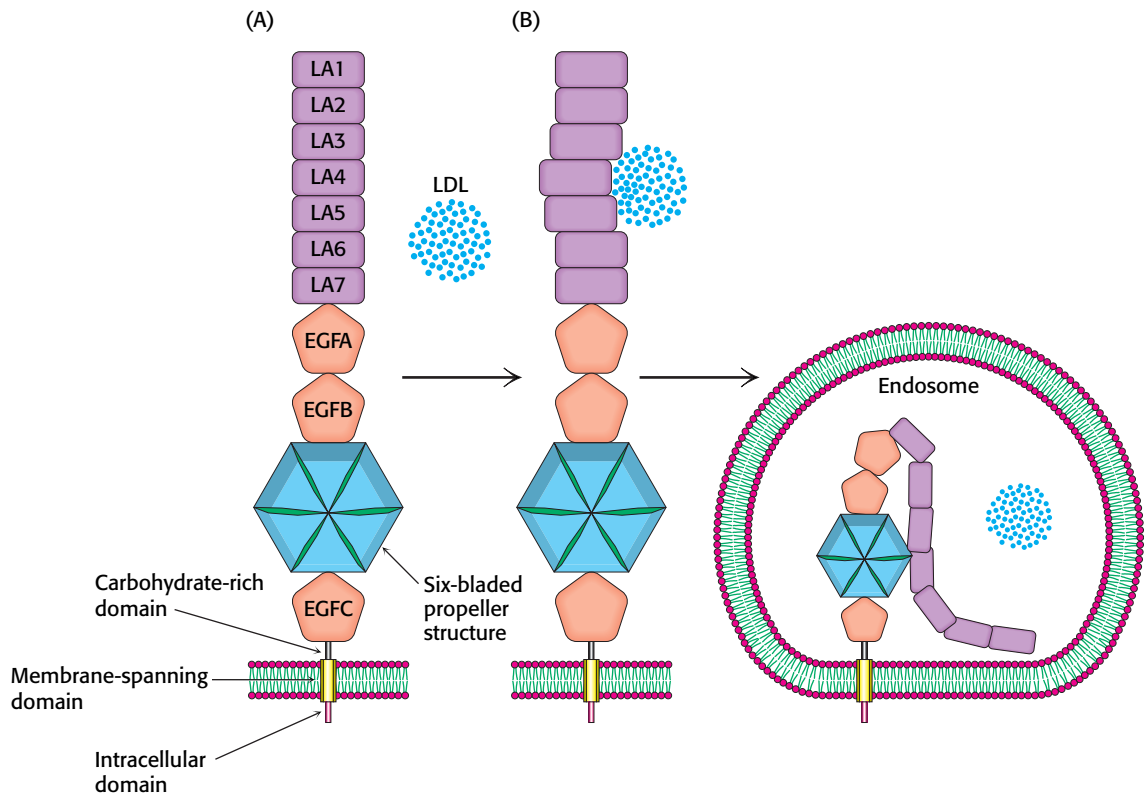 (A)
(B)
LA1
LA2
LA3
LA4
LA5
LA6
LA7
LDL
EGFA
EGFB
EGFC
Endosome
Carbohydrate-rich
domain
Six-bladed
propeller
structure
Membrane-spanning
domain
Intracellular
domain